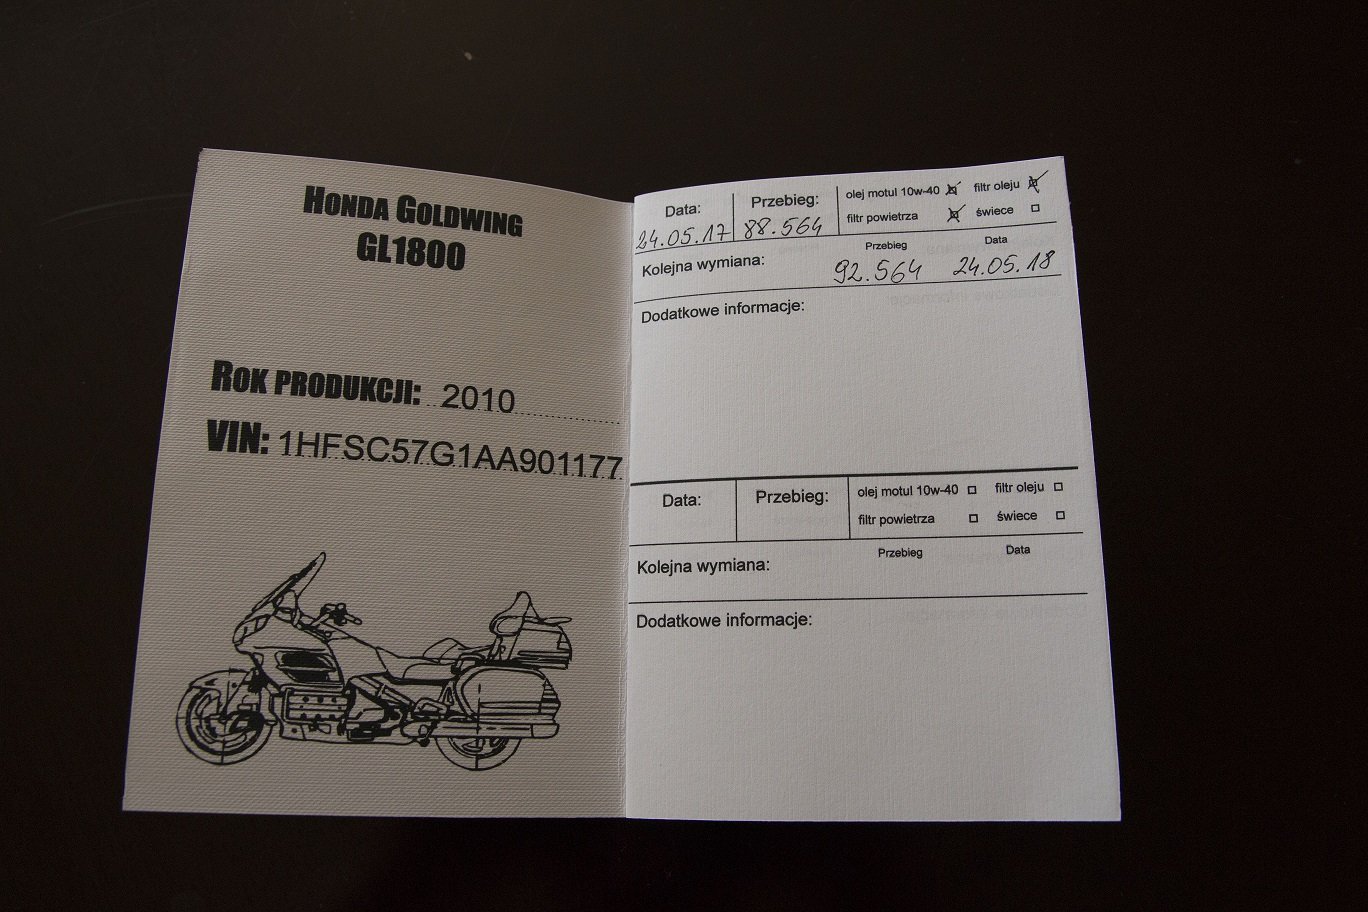 Honda Goldwing
GL1800
Rok produkcji: 2010
VIN: 1HFSC57G1AA901177
Data: Przebieg: olej motul 10w-40 filtr oleju
24.05.17 88.564 filtr powietrza świece
Przebieg Data
Kolejna wymiana: 92.564 24.05.18
Dodatkowe informacje:
Data: Przebieg: olej motul 10w-40 filtr oleju
filtr powietrza świece
Przebieg Data
Kolejna wymiana:
Dodatkowe informacje: